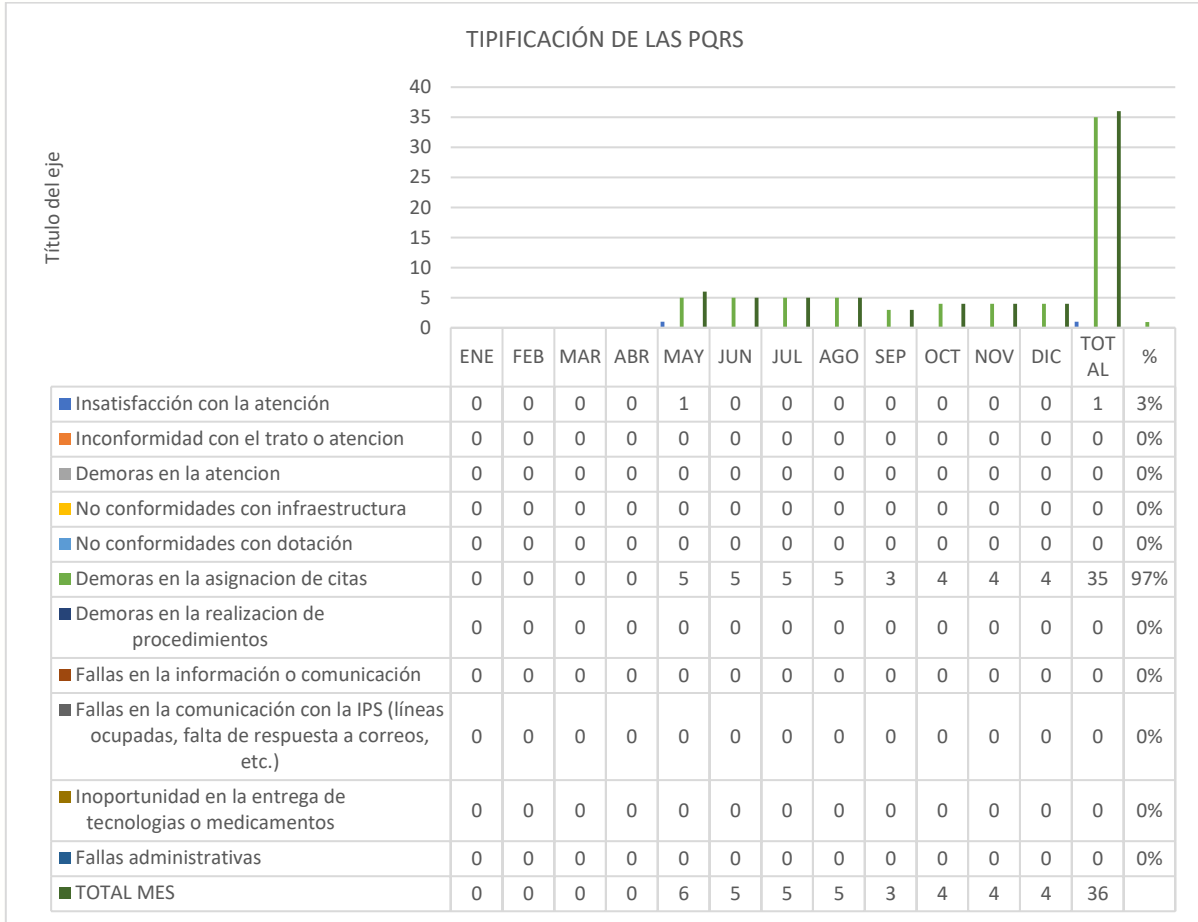 TIPIFICACIÓN DE LAS PQRS
Título del eje
40
35
30
25
20
15
10
5
0
ENE FEB MAR ABR MAY JUN JUL AGO SEP OCT NOV DIC TOT AL %
Insatisfacción con la atención 0 0 0 0 1 0 0 0 0 0 0 0 1 3%
Inconformidad con el trato o atencion 0 0 0 0 0 0 0 0 0 0 0 0 0 0%
Demoras en la atencion 0 0 0 0 0 0 0 0 0 0 0 0 0 0%
No conformidades con infraestructura 0 0 0 0 0 0 0 0 0 0 0 0 0 0%
No conformidades con dotación 0 0 0 0 0 0 0 0 0 0 0 0 0 0%
Demoras en la asignacion de citas 0 0 0 0 5 5 5 5 3 4 4 4 35 97%
Demoras en la realizacion de
procedimientos 0 0 0 0 0 0 0 0 0 0 0 0 0 0%
Fallas en la información o comunicación 0 0 0 0 0 0 0 0 0 0 0 0 0 0%
Fallas en la comunicación con la IPS (líneas
ocupadas, falta de respuesta a correos,
etc.) 0 0 0 0 0 0 0 0 0 0 0 0 0 0%
Inoportunidad en la entrega de
tecnologias o medicamentos 0 0 0 0 0 0 0 0 0 0 0 0 0 0%
Fallas administrativas 0 0 0 0 0 0 0 0 0 0 0 0 0 0%
TOTAL MES 0 0 0 0 6 5 5 5 3 4 4 4 36